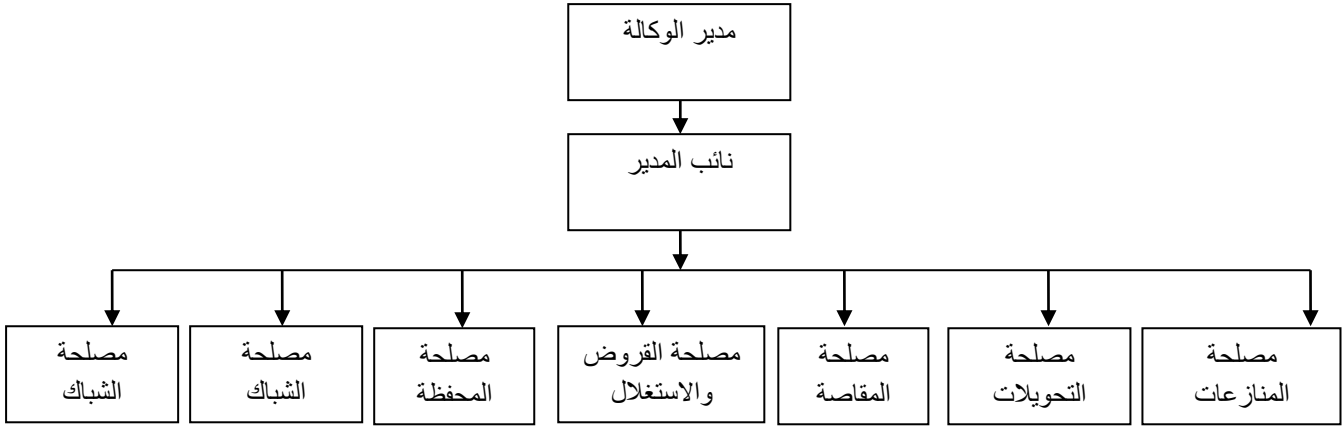 مدير الوكالة
نائب المدير
مصلحة
المنازعات
مصلحة
التحويلات
مصلحة
المقاصة
مصلحة القروض
والاستغلال
مصلحة
المحفظة
مصلحة
الشباك
مصلحة
الشباك